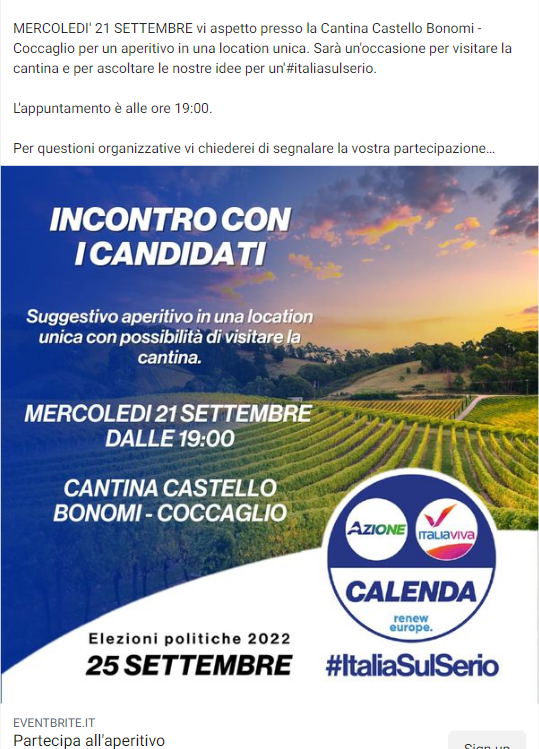 MERCOLEDI' 21 SETTEMBRE vi aspetto presso la Cantina Castello Bonomi -
Coccaglio per un aperitivo in una location unica. Sarà un'occasione per visitare la
cantina e per ascoltare le nostre idee per un'#italiasulserio.
L'appuntamento è alle ore 19:00.
Per questioni organizzative vi chiederei di segnalare la vostra partecipazione...
INCONTRO CON
I CANDIDATI
Suggestivo aperitivo in una location
unica con possibilità di visitare la
cantina.
MERCOLEDI 21 SETTEMBRE
DALLE 19:00
CANTINA CASTELLO
BONOMI - COCCAGLIO
AZIONE
ITALIAVIVA
CALENDA
renew
europe.
Elezioni politiche 2022
25 SETTEMBRE
#ItaliaSulSerio
EVENTBRITE.IT
Partecipa all'aperitivo
Sign up